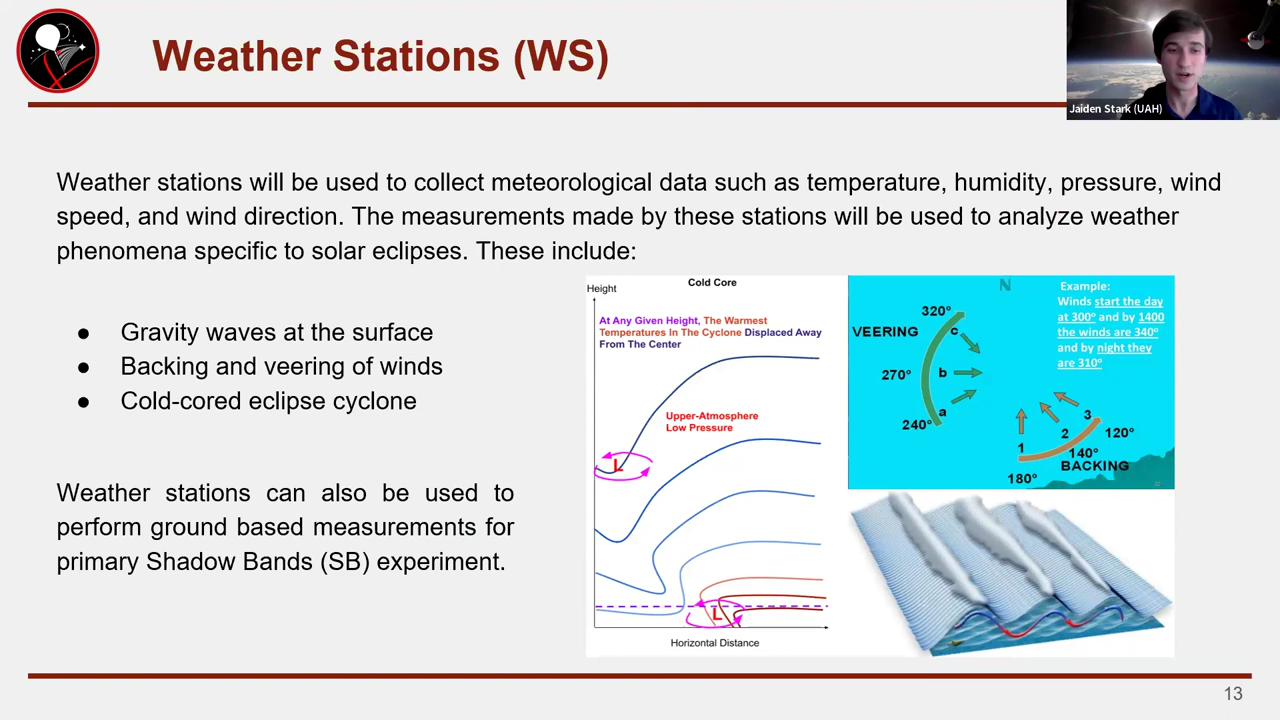 Weather Stations (WS)
Jaiden Stark (UAH)
Weather stations will be used to collect meteorological data such as temperature, humidity, pressure, wind
speed, and wind direction. The measurements made by these stations will be used to analyze weather
phenomena specific to solar eclipses. These include:
● Gravity waves at the surface
● Backing and veering of winds
● Cold-cored eclipse cyclone
Weather stations can also be used to
perform ground based measurements for
primary Shadow Bands (SB) experiment.
Cold Core
Height
At Any Given Height, The Warmest
Temperatures In The Cyclone Displaced Away
From The Center
Upper-Atmosphere
Low Pressure
L
L
Horizontal Distance
N
Example:
Winds start the day
at 300° and by 1400
the winds are 340°
and by night they
are 310°
320°
VEERING
c
270°
b
a
240°
3
120°
2
1
140°
BACKING
180°
13